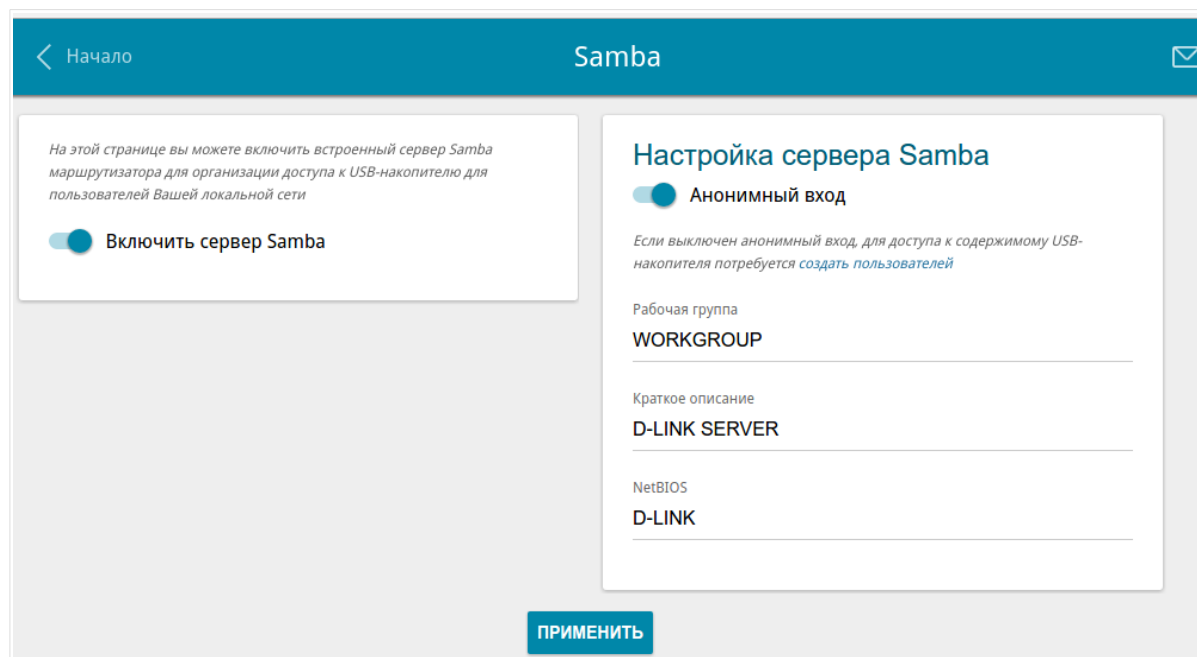 Начало
Samba
На этой странице вы можете включить встроенный сервер Samba
маршрутизатора для организации доступа к USB-накопителю для
пользователей Вашей локальной сети
Включить сервер Samba
Настройка сервера Samba
Анонимный вход
Если выключен анонимный вход, для доступа к содержимому USB-
накопителя потребуется создать пользователей
Рабочая группа
WORKGROUP
Краткое описание
D-LINK SERVER
NetBIOS
D-LINK
ПРИМЕНИТЬ